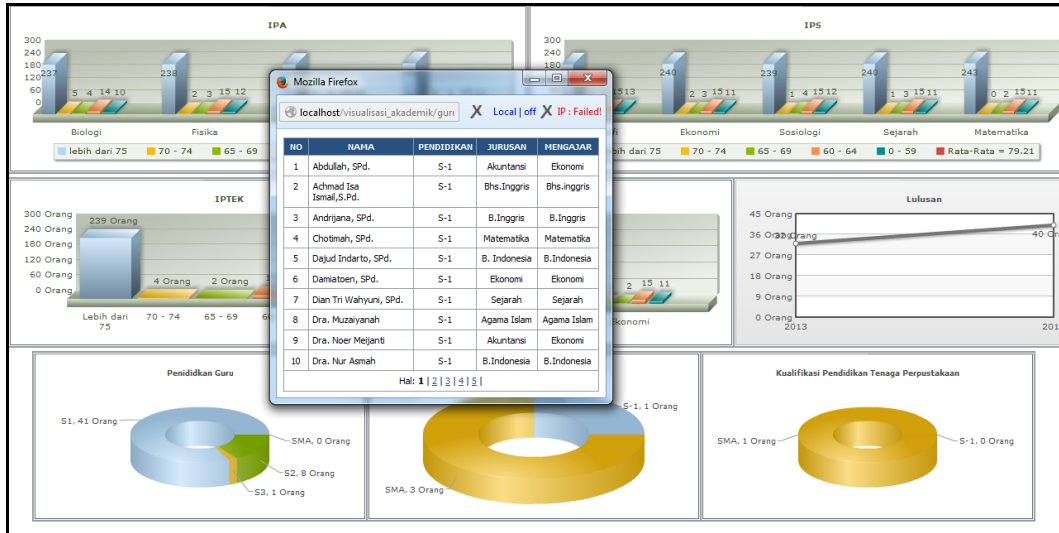 IPA
300
240
180
120
60
0
237
5 4 14 10
238
2 3 15 12
Biologi
Fisika
lebih dari 75
70 - 74
65 - 69
IPS
15 13
240
2 3 15 11
239
1 4 15 12
240
1 3 15 11
243
0 2 15 11
Ekonomi
Sosiologi
Sejarah
Matematika
dari 75
70 - 74
65 - 69
60 - 64
0 - 59
Rata-Rata = 79.21
Mozilla Firefox
localhost/visualisasi_akademik/guru
Local | off
IP : Failed!
NO NAMA PENDIDIKAN JURUSAN MENGAJAR
1 Abdullah, SPd. S-1 Akuntansi Ekonomi
2 Achmad Isa Ismail,S.Pd. S-1 Bhs.Inggris Bhs.inggris
3 Andrijana, SPd. S-1 B.Inggris B.Inggris
4 Chotimah, SPd. S-1 Matematika Matematika
5 Dajud Indarto, SPd. S-1 B. Indonesia B.Indonesia
6 Damiatoen, SPd. S-1 Ekonomi Ekonomi
7 Dian Tri Wahyuni, SPd. S-1 Sejarah Sejarah
8 Dra. Muzaiyanah S-1 Agama Islam Agama Islam
9 Dra. Noer Meijanti S-1 Akuntansi Ekonomi
10 Dra. Nur Asmah S-1 B.Indonesia B.Indonesia
Hal: 1 | 2 | 3 | 4 | 5 |
IPTEK
300 Orang
240 Orang
180 Orang
120 Orang
60 Orang
0 Orang
239 Orang
4 Orang
2 Orang
Lebih dari 75
70 - 74
65 - 69
2 15 11
konomi
Lulusan
45 Orang
36 Orang
27 Orang
18 Orang
9 Orang
0 Orang
40 Or
2013
201
Penididkan Guru
S1, 41 Orang
SMA, 0 Orang
S2, 8 Orang
S3, 1 Orang
S-1, 1 Orang
SMA, 3 Orang
Kualifikasi Pendidikan Tenaga Perpustakaan
SMA, 1 Orang
S-1, 0 Orang